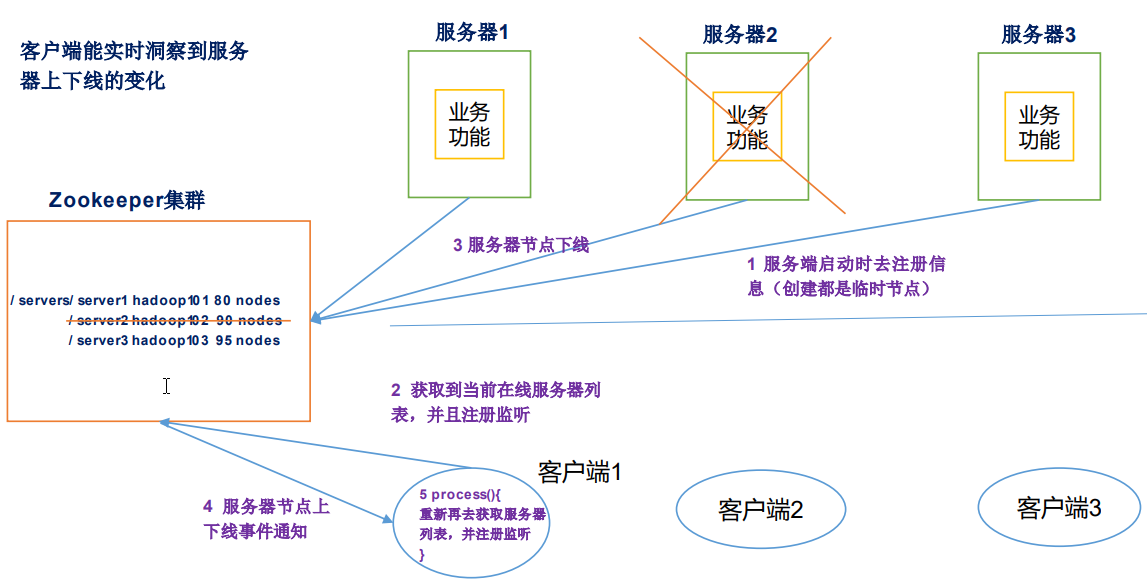 服务器1
服务器2
服务器3
客户端能实时洞察到服务
器上下线的变化
业务
功能
业务
功能
业务
功能
Zookeeper集群
3 服务器节点下线
1 服务端启动时去注册信
息（创建都是临时节点）
/ servers/ server1 hadoop101 80 nodes
/ server2 hadoop102 90 nodes
/ server3 hadoop103 95 nodes
2 获取到当前在线服务器列
表，并且注册监听
客户端1
4 服务器节点上
下线事件通知
5 process(){
重新再去获取服务器
列表，并注册监听
}
客户端2
客户端3